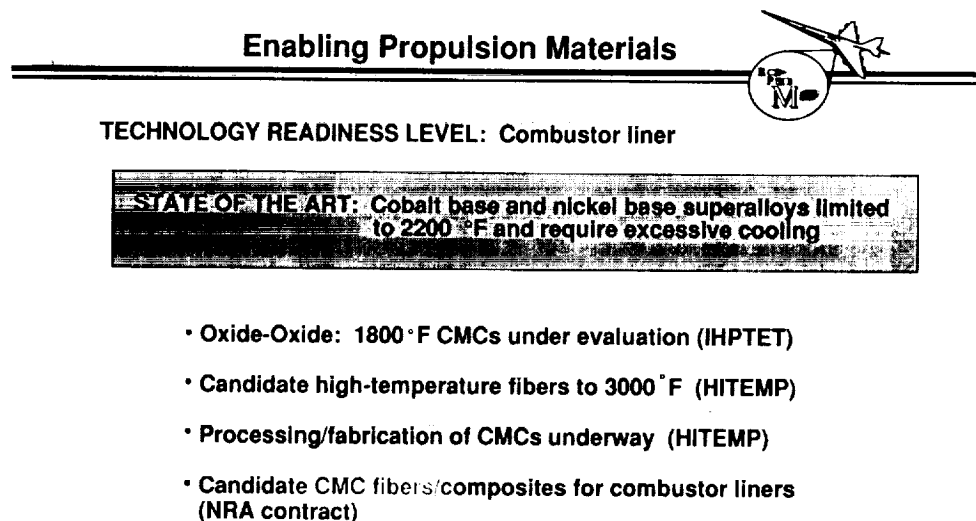 Enabling Propulsion Materials
TECHNOLOGY READINESS LEVEL: Combustor liner
STATE OF THE ART: Cobalt base and nickel base superalloys limited
to 2200 °F and require excessive cooling
• Oxide-Oxide: 1800°F CMCs under evaluation (IHPTET)
• Candidate high-temperature fibers to 3000°F (HITEMP)
• Processing/fabrication of CMCs underway (HITEMP)
• Candidate CMC fibers/composites for combustor liners
(NRA contract)